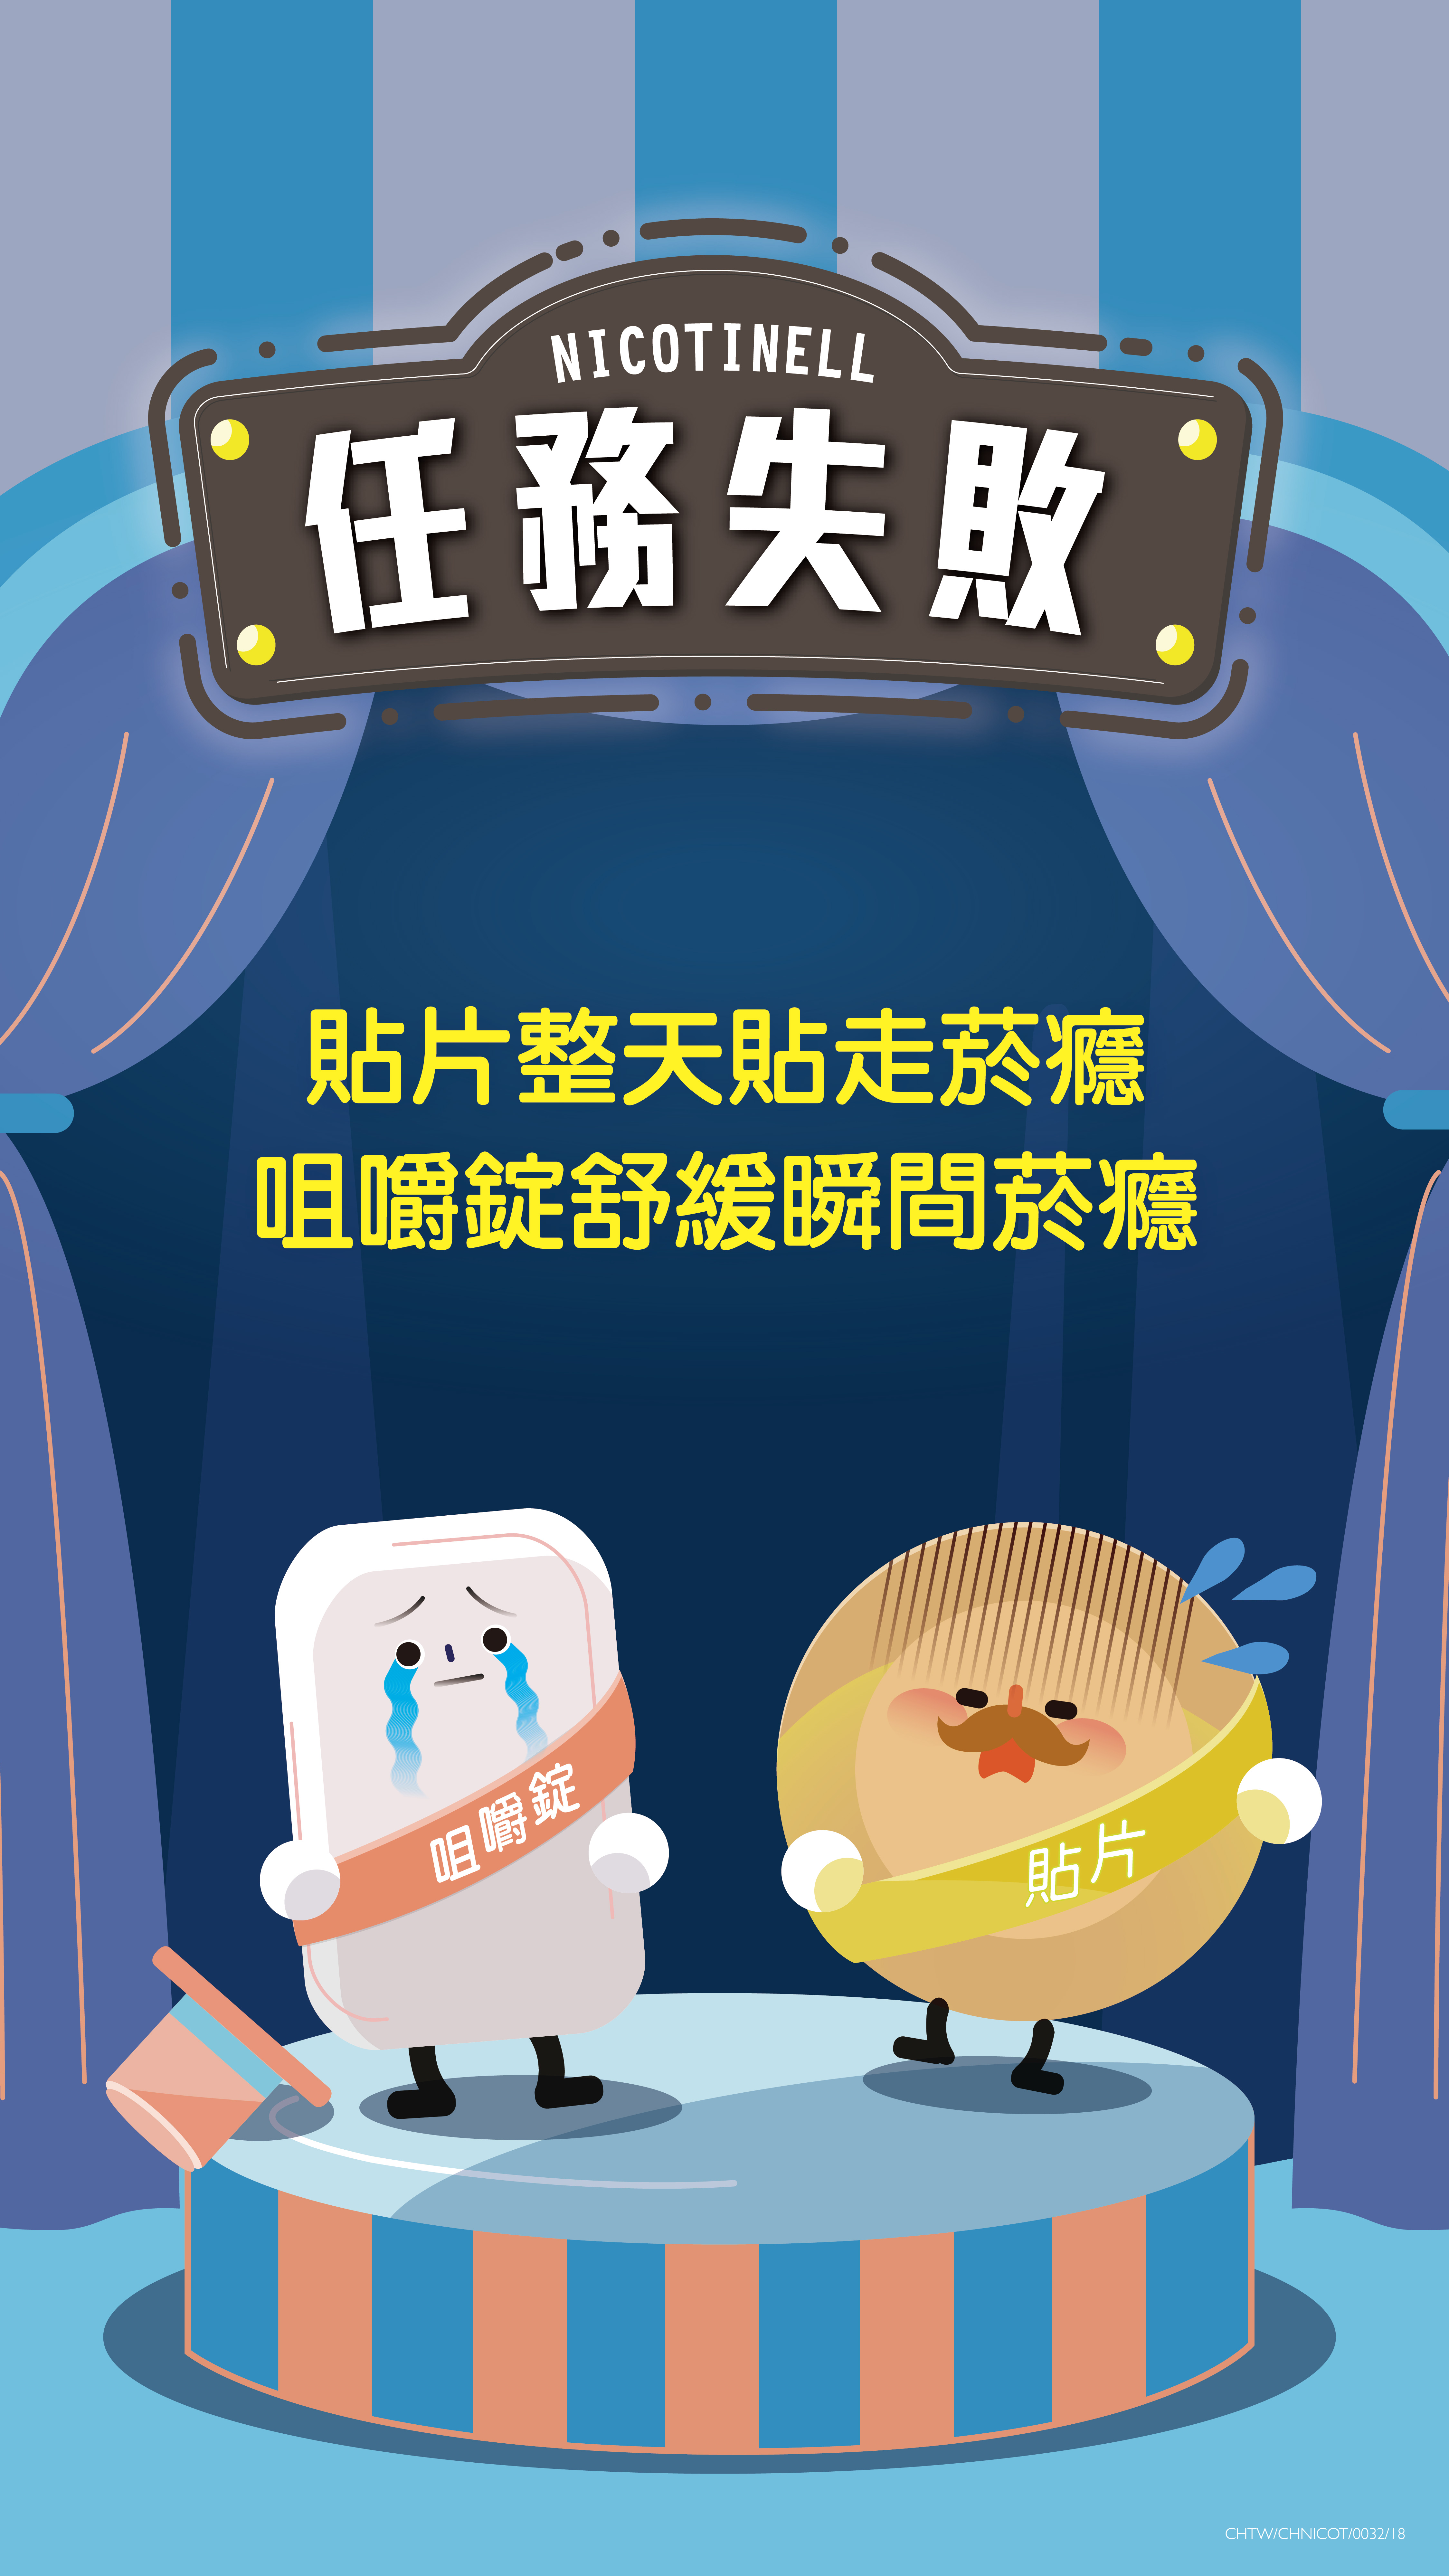 NICOTINELL
任務失敗
貼片整天貼走菸癮
咀嚼錠舒緩瞬間菸癮
咀嚼錠
貼片
CHTW/CHNICOT/0032/18